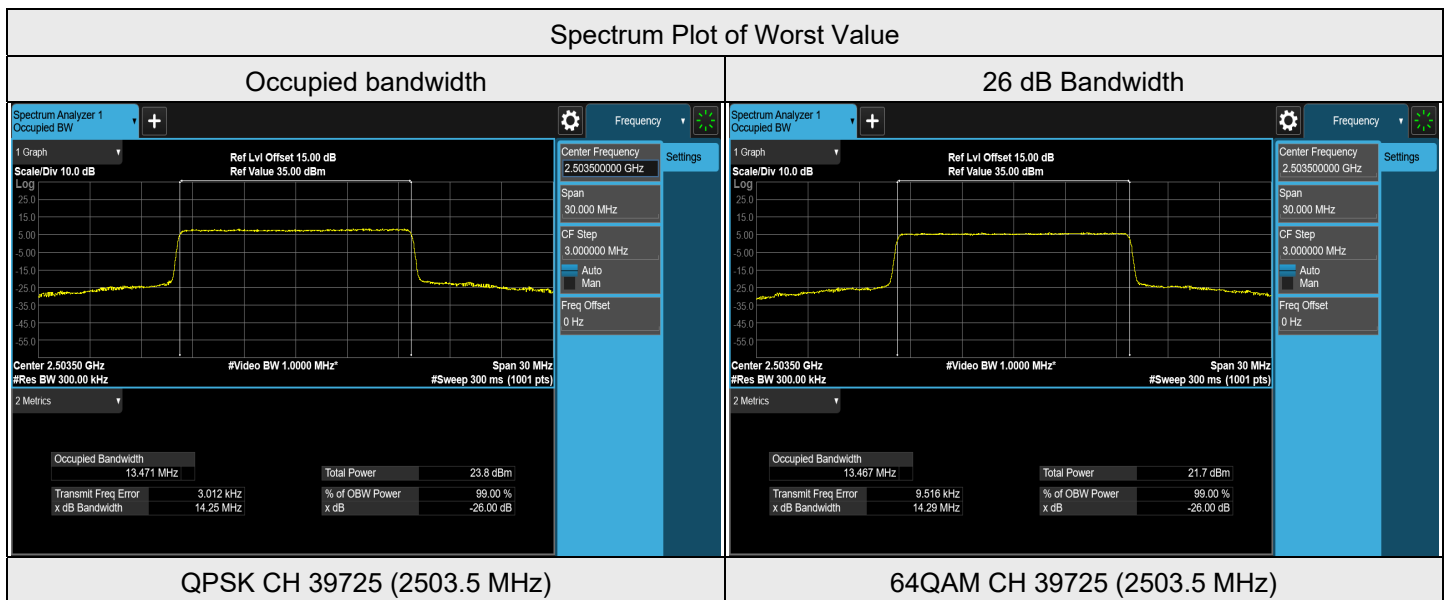 Spectrum Plot of Worst Value
Occupied bandwidth
26 dB Bandwidth
Spectrum Analyzer 1
Occupied BW
+
Frequency
1 Graph
Scale/Div 10.0 dB
Ref Lvl Offset 15.00 dB
Ref Value 35.00 dBm
Log
25.0
15.0
5.00
-5.00
-15.0
-25.0
-35.0
-45.0
-55.0
Center 2.50350 GHz
#Res BW 300.00 kHz
#Video BW 1.0000 MHz*
Span 30 MHz
#Sweep 300 ms (1001 pts)
Center Frequency
2.503500000 GHz
Settings
Span
30.000 MHz
CF Step
3.000000 MHz
Auto
Man
Freq Offset
0 Hz
2 Metrics
Occupied Bandwidth
13.471 MHz
Total Power 23.8 dBm
Transmit Freq Error 3.012 kHz
% of OBW Power 99.00 %
x dB Bandwidth 14.25 MHz
x dB -26.00 dB
Spectrum Analyzer 1
Occupied BW
+
Frequency
1 Graph
Scale/Div 10.0 dB
Ref Lvl Offset 15.00 dB
Ref Value 35.00 dBm
Log
25.0
15.0
5.00
-5.00
-15.0
-25.0
-35.0
-45.0
-55.0
Center 2.50350 GHz
#Res BW 300.00 kHz
#Video BW 1.0000 MHz*
Span 30 MHz
#Sweep 300 ms (1001 pts)
Center Frequency
2.503500000 GHz
Settings
Span
30.000 MHz
CF Step
3.000000 MHz
Auto
Man
Freq Offset
0 Hz
2 Metrics
Occupied Bandwidth
13.467 MHz
Total Power 21.7 dBm
Transmit Freq Error 9.516 kHz
% of OBW Power 99.00 %
x dB Bandwidth 14.29 MHz
x dB -26.00 dB
QPSK CH 39725 (2503.5 MHz)
64QAM CH 39725 (2503.5 MHz)